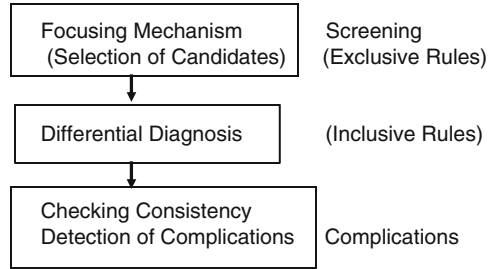 Focusing Mechanism
(Selection of Candidates)
Screening
(Exclusive Rules)
Differential Diagnosis
(Inclusive Rules)
Checking Consistency
Detection of Complications
Complications